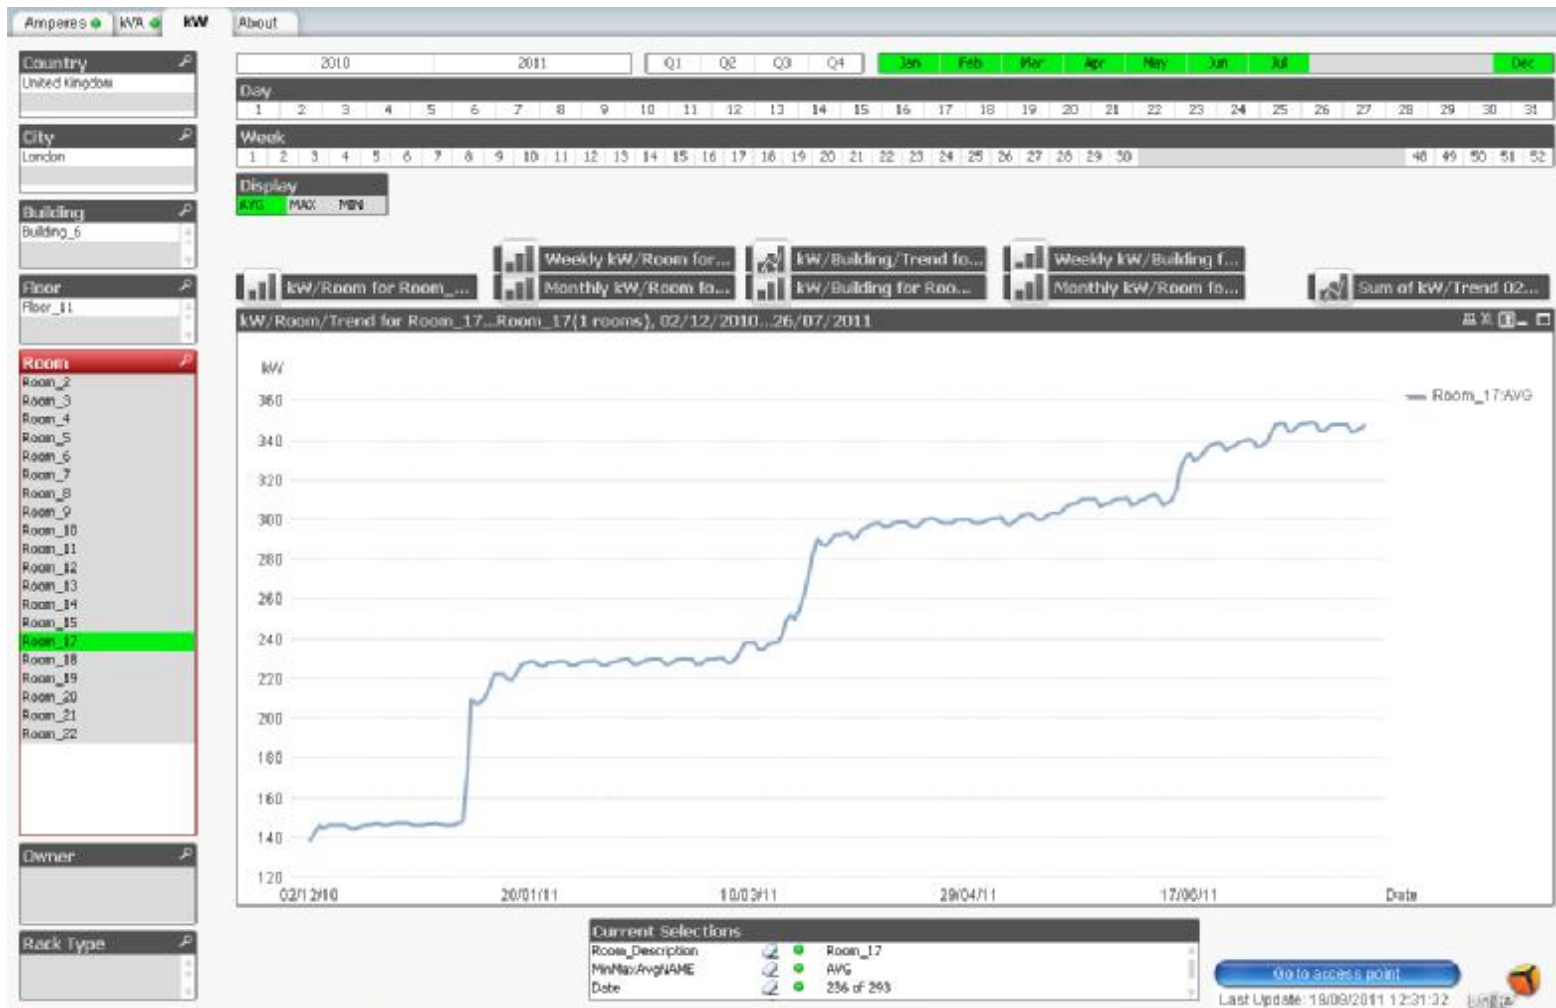 Amperes kVA kW About
Country
United Kingdom
City
London
Building
Building_6
Floor
Floor_11
Room
Room_2
Room_3
Room_4
Room_5
Room_6
Room_7
Room_8
Room_9
Room_10
Room_11
Room_12
Room_13
Room_14
Room_15
Room_17
Room_18
Room_19
Room_20
Room_21
Room_22
Owner
Rack Type
2010 2011 Q1 Q2 Q3 Q4 Jan Feb Mar Apr May Jun Jul Dec
Day
1 2 3 4 5 6 7 8 9 10 11 12 13 14 15 16 17 18 19 20 21 22 23 24 25 26 27 28 29 30 31
Week
1 2 3 4 5 6 7 8 9 10 11 12 13 14 15 16 17 18 19 20 21 22 23 24 25 26 27 28 29 30 48 49 50 51 52
Display
AVG MAX MIN
Weekly kW/Room for... kW/Building/Trend fo... Weekly kW/Building f...
kW/Room for Room_... Monthly kW/Room fo... kW/Building for Roo... Monthly kW/Room fo... Sum of kW/Trend 02...
kW/Room/Trend for Room_17...Room_17(1 rooms), 02/12/2010...26/07/2011
kW
360
340
320
300
280
260
240
220
200
180
160
140
120
Room_17:AVG
02/12/10 20/01/11 10/03/11 29/04/11 17/06/11 Date
Current Selections
Room_Description Room_17
MinMaxAvgNAME AVG
Date 236 of 293
Go to access point
Last Update: 19/09/2011 12:31:32